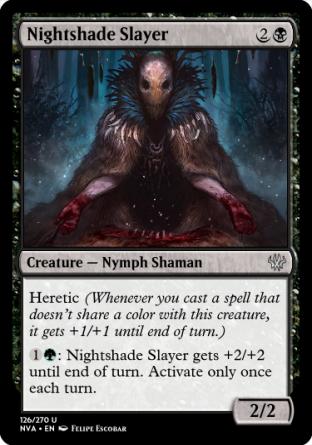 Nightshade Slayer 2
Creature — Nymph Shaman
Heretic (Whenever you cast a spell that
doesn't share a color with this creature,
it gets +1/+1 until end of turn.)
1: Nightshade Slayer gets +2/+2
until end of turn. Activate only once
each turn.
2/2
126/270 U
NVA • EN Felipe Escobar